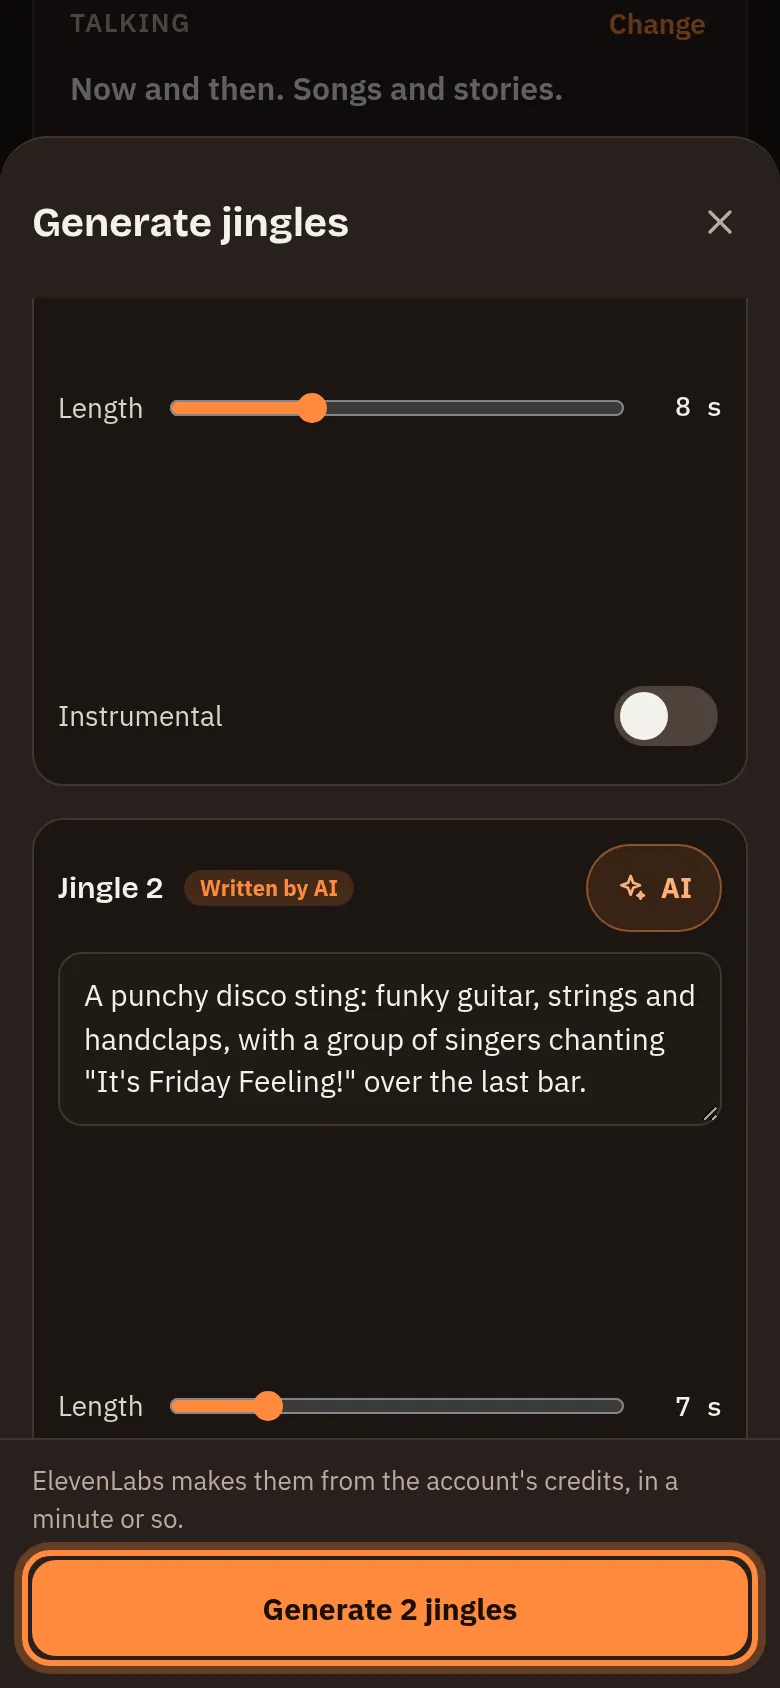 TALKING
Change
Now and then. Songs and stories.
Generate jingles
Length
8 s
Instrumental
Jingle 2
Written by AI
AI
A punchy disco sting: funky guitar, strings and
handclaps, with a group of singers chanting
"It's Friday Feeling!" over the last bar.
Length
7 s
ElevenLabs makes them from the account's credits, in a
minute or so.
Generate 2 jingles